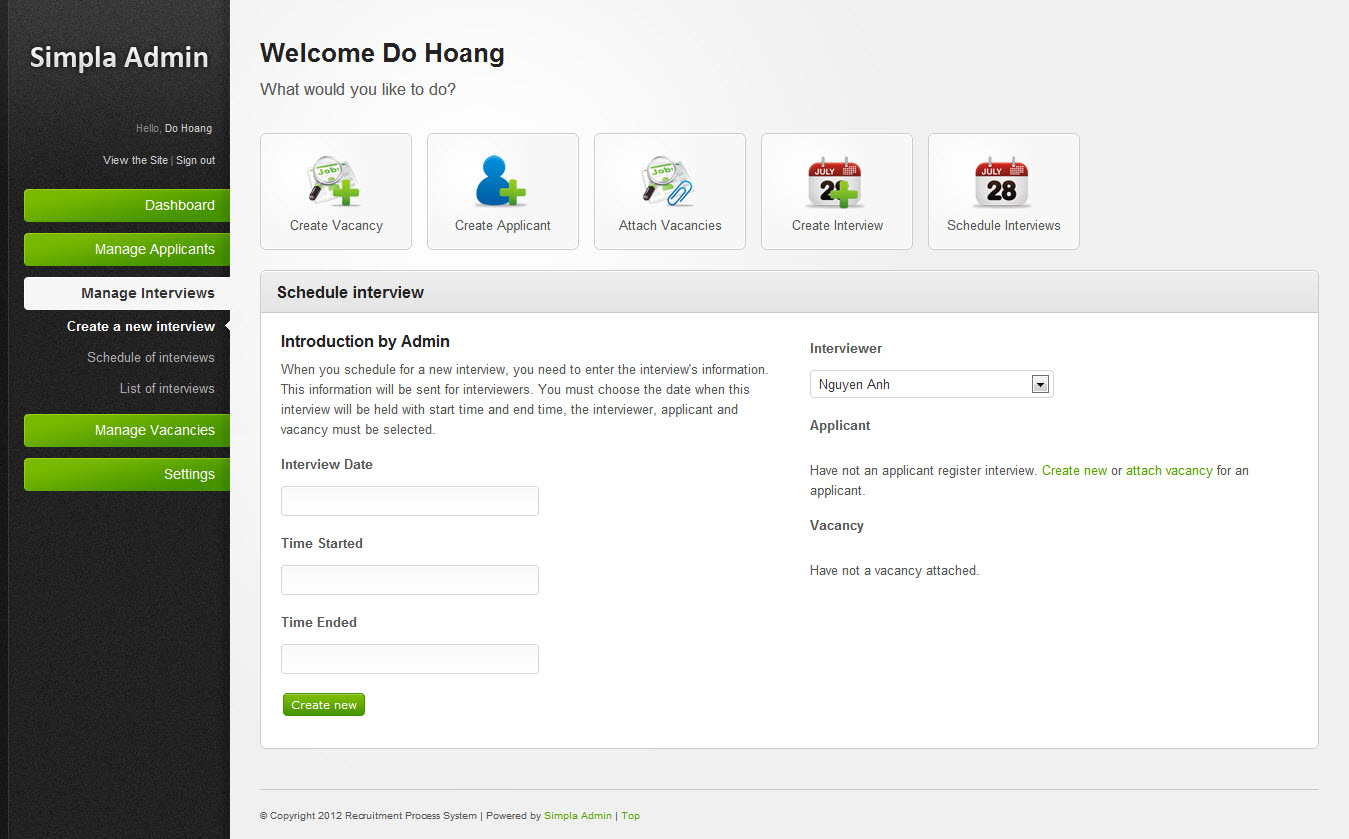 Simpla Admin
Hello, Do Hoang
View the Site | Sign out
Dashboard
Manage Applicants
Manage Interviews
Create a new interview
Schedule of interviews
List of interviews
Manage Vacancies
Settings
Welcome Do Hoang
What would you like to do?
Job!
Create Vacancy
Create Applicant
Job!
Attach Vacancies
JULY
28
Create Interview
JULY
28
Schedule Interviews
Schedule interview
Introduction by Admin
When you schedule for a new interview, you need to enter the interview's information.
This information will be sent for interviewers. You must choose the date when this
interview will be held with start time and end time, the interviewer, applicant and
vacancy must be selected.
Interview Date
Time Started
Time Ended
Create new
Interviewer
Nguyen Anh
Applicant
Have not an applicant register interview. Create new or attach vacancy for an
applicant.
Vacancy
Have not a vacancy attached.
© Copyright 2012 Recruitment Process System | Powered by Simpla Admin | Top